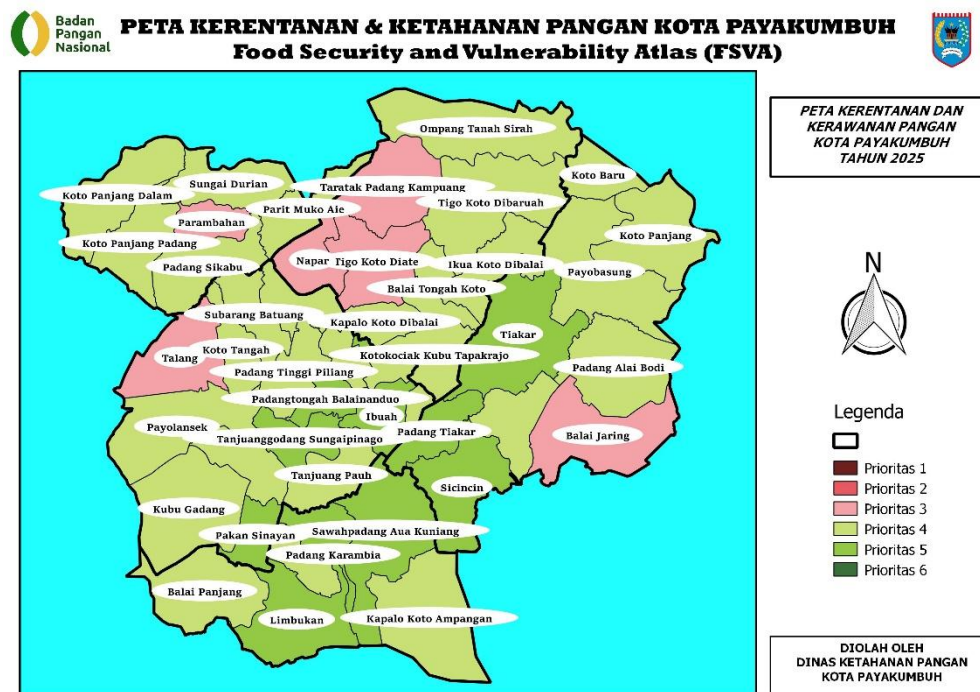 Badan
Pangan
Nasional
PETA KERENTANAN & KETAHANAN PANGAN KOTA PAYAKUMBUH
Food Security and Vulnerability Atlas (FSVA)
PETA KERENTANAN DAN
KERAWANAN PANGAN
KOTA PAYAKUMBUH
TAHUN 2025
Ompang Tanah Sirah
Koto Baru
Sungai Durian
Taratak Padang Kampuang
Koto Panjang Dalam
Tigo Koto Dibaruah
Parit Muko Aie
Parambahan
Koto Panjang
Koto Panjang Padang
Napar
Tigo Koto Diate
Ikua Koto Dibalai
Padang Sikabu
Payobasung
Balai Tongah Koto
Subarang Batuang
Kapalo Koto Dibalai
Tiakar
Koto Tangah
Talang
Kotokociak Kubu Tapakrajo
Padang Alai Bodi
Padang Tinggi Piliang
Padangtongah Balainanduo
Ibuah
Payolansek
Padang Tiakar
Balai Jaring
Tanjuanggodang Sungaipinago
Tanjuang Pauh
Sicincin
Kubu Gadang
Sawahpadang Aua Kuniang
Pakan Sinayan
Padang Karambia
Balai Panjang
Limbukan
Kapalo Koto Ampangan
N
Legenda
Prioritas 1
Prioritas 2
Prioritas 3
Prioritas 4
Prioritas 5
Prioritas 6
DIOLAH OLEH
DINAS KETAHANAN PANGAN
KOTA PAYAKUMBUH